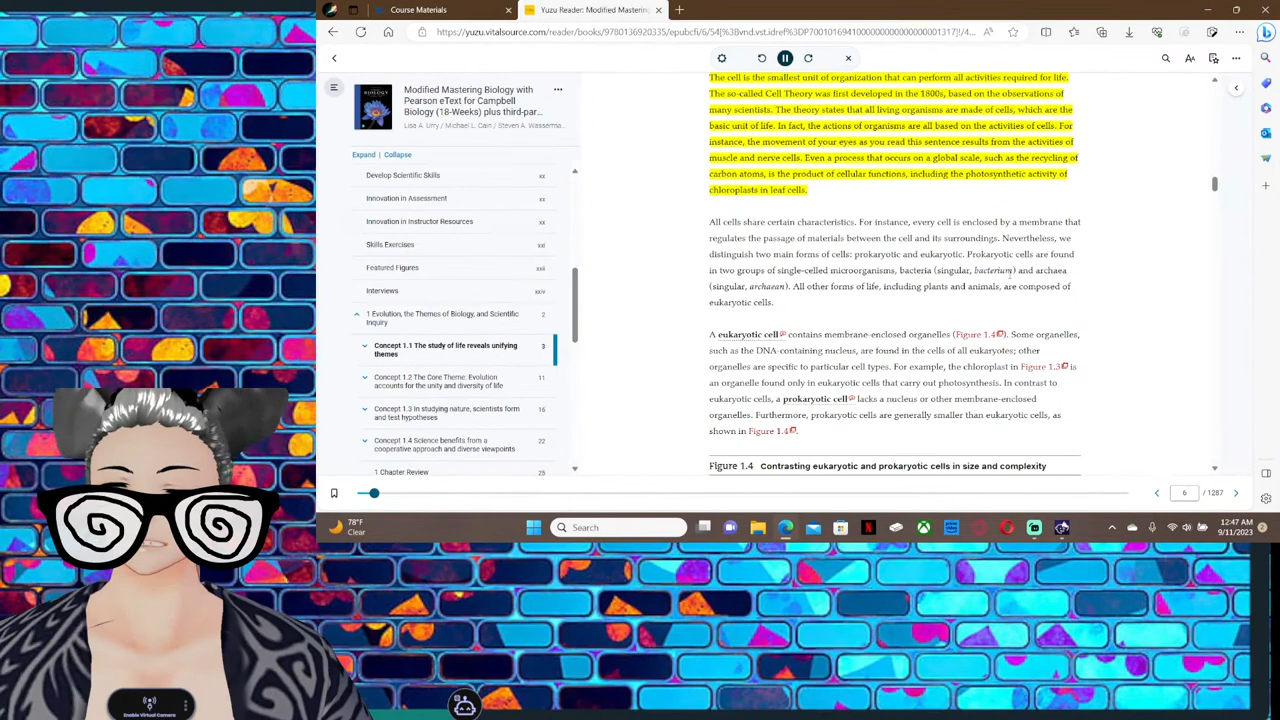 Course Materials
Yuzu Reader: Modified Mastering
https://yuzu.vitalsource.com/reader/books/9780136920335/epubcfi/6/54[%3Bvnd.vst.idref%3DP70010169410000000000000000001317]!/4...
Modified Mastering Biology with
Pearson eText for Campbell
Biology (18-Weeks) plus third-par...
Lisa A. Urry / Michael L. Cain / Steven A. Wasserma...
BIOLOGY
Expand | Collapse
Develop Scientific Skills xx
Innovation in Assessment xx
Innovation in Instructor Resources xx
Skills Exercises xxi
Featured Figures xxii
Interviews xxiv
1 Evolution, the Themes of Biology, and Scientific 2
Inquiry
Concept 1.1 The study of life reveals unifying 3
themes
Concept 1.2 The Core Theme: Evolution 11
accounts for the unity and diversity of life
Concept 1.3 In studying nature, scientists form 16
and test hypotheses
Concept 1.4 Science benefits from a 22
cooperative approach and diverse viewpoints
1 Chapter Review 25
The cell is the smallest unit of organization that can perform all activities required for life.
The so-called Cell Theory was first developed in the 1800s, based on the observations of
many scientists. The theory states that all living organisms are made of cells, which are the
basic unit of life. In fact, the actions of organisms are all based on the activities of cells. For
instance, the movement of your eyes as you read this sentence results from the activities of
muscle and nerve cells. Even a process that occurs on a global scale, such as the recycling of
carbon atoms, is the product of cellular functions, including the photosynthetic activity of
chloroplasts in leaf cells.
All cells share certain characteristics. For instance, every cell is enclosed by a membrane that
regulates the passage of materials between the cell and its surroundings. Nevertheless, we
distinguish two main forms of cells: prokaryotic and eukaryotic. Prokaryotic cells are found
in two groups of single-celled microorganisms, bacteria (singular, bacterium) and archaea
(singular, archaean). All other forms of life, including plants and animals, are composed of
eukaryotic cells.
A eukaryotic cell contains membrane-enclosed organelles (Figure 1.4). Some organelles,
such as the DNA-containing nucleus, are found in the cells of all eukaryotes; other
organelles are specific to particular cell types. For example, the chloroplast in Figure 1.3 is
an organelle found only in eukaryotic cells that carry out photosynthesis. In contrast to
eukaryotic cells, a prokaryotic cell lacks a nucleus or other membrane-enclosed
organelles. Furthermore, prokaryotic cells are generally smaller than eukaryotic cells, as
shown in Figure 1.4.
Figure 1.4 Contrasting eukaryotic and prokaryotic cells in size and complexity
6 / 1287
78°F
Clear
Search
12:47 AM
9/11/2023
Enable Virtual Camera